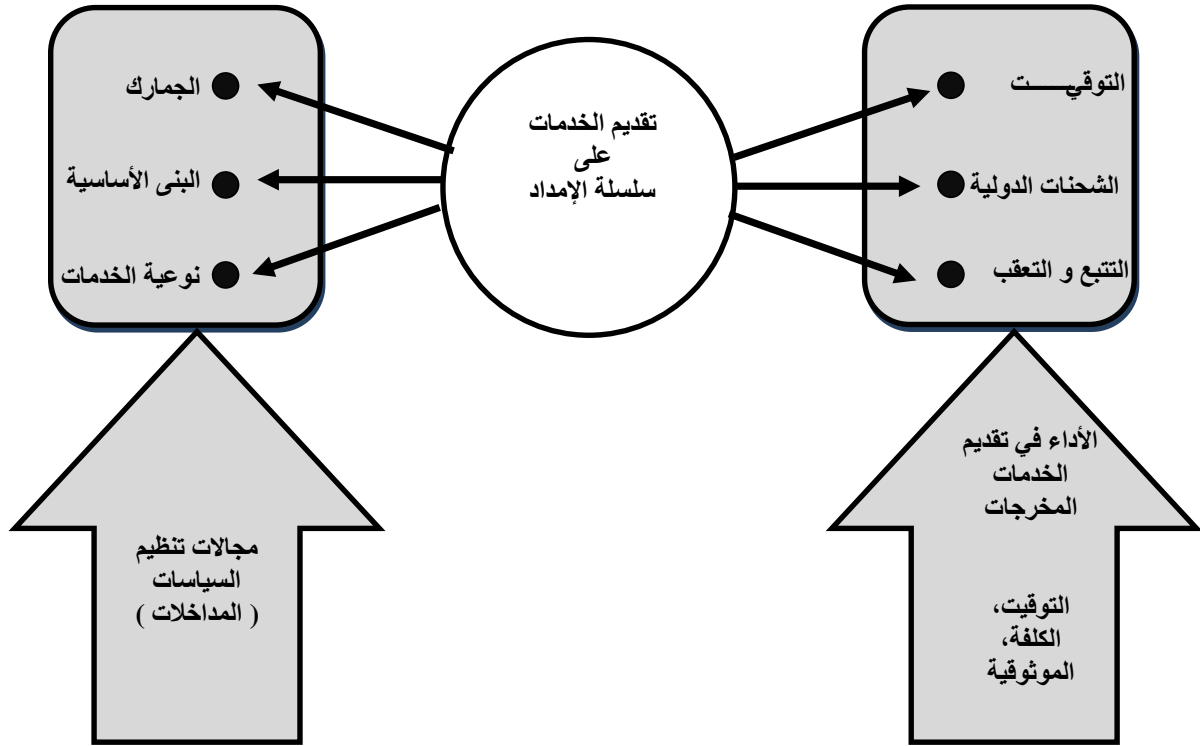 التوقيـــــت
الشحنات الدولية
التتبع و التعقب
تقديم الخدمات
على
سلسلة الإمداد
الجمارك
البنى الأساسية
نوعية الخدمات
الأداء في تقديم
الخدمات
المخرجات
التوقيت،
الكلفة،
الموثوقية
مجالات تنظيم
السياسات
( المداخلات )